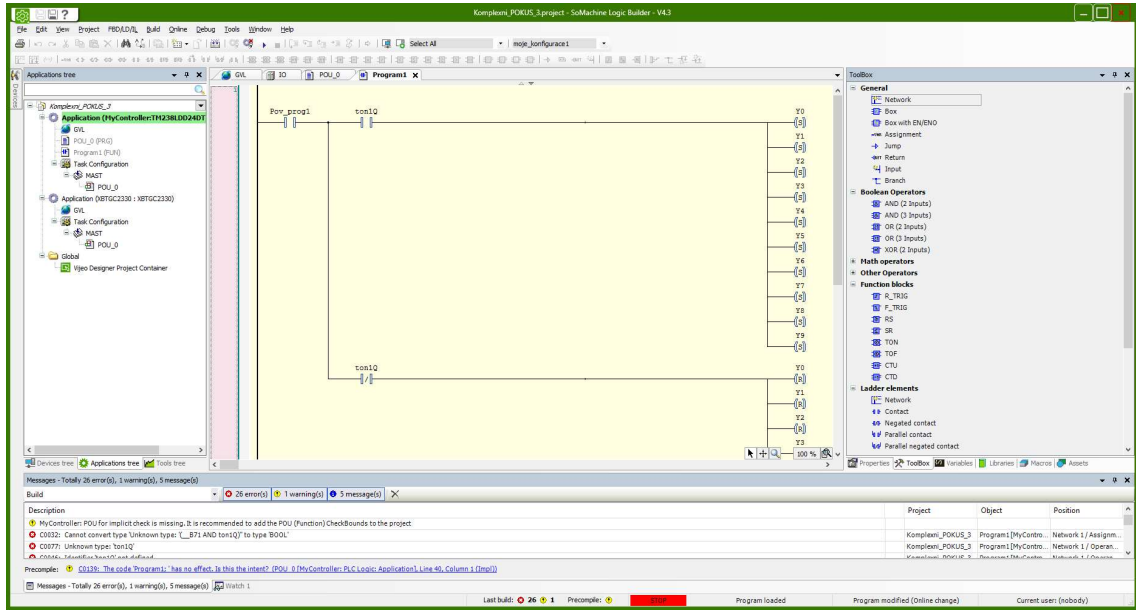 Komplexni_POKUS_3.project - SoMachine Logic Builder - V4.3
File Edit View Project FBD/LD/IL Build Online Debug Tools Window Help
Select All moje_konfigurace1
Applications tree
GVL IO POU_0 Program1
ToolBox
Devices
Komplexni_POKUS_3
Application (MyController:TM238LDD24DT
GVL
POU_0 (PRG)
Program1 (FUN)
Task Configuration
MAST
POU_0
Application (XBTGC2330 : XBTGC2330)
GVL
Task Configuration
MAST
POU_0
Global
Vijeo Designer Project Container
1
Pov_prog1 ton1Q Y0
S
Y1
S
Y2
S
Y3
S
Y4
S
Y5
S
Y6
S
Y7
S
Y8
S
Y9
S
ton1Q Y0
R
Y1
R
Y2
R
Y3
100 %
General
Network
Box
Box with EN/ENO
Assignment
Jump
Return
Input
Branch
Boolean Operators
AND (2 Inputs)
AND (3 Inputs)
OR (2 Inputs)
OR (3 Inputs)
XOR (2 Inputs)
Math operators
Other Operators
Function blocks
R_TRIG
F_TRIG
RS
SR
TON
TOF
CTU
CTD
Ladder elements
Network
Contact
Negated contact
Parallel contact
Parallel negated contact
Devices tree Applications tree Tools tree
Properties ToolBox Variables Libraries Macros Assets
Messages - Totally 26 error(s), 1 warning(s), 5 message(s)
Build 26 error(s) 1 warning(s) 5 message(s)
Description Project Object Position
MyController: POU for implicit check is missing. It is recommended to add the POU (Function) CheckBounds to the project
C0032: Cannot convert type 'Unknown type: '(__B71 AND ton1Q)'' to type 'BOOL' Komplexni_POKUS_3 Program1 [MyContro... Network 1 / Assignm...
C0077: Unknown type: 'ton1Q' Komplexni_POKUS_3 Program1 [MyContro... Network 1 / Operan...
C0046: Identifier 'ton1Q' not defined Komplexni_POKUS_3 Program1 [MyContro... Network 1 / Operan...
Precompile: C0139: The code 'Program1;' has no effect. Is this the intent? (POU_0 [MyController: PLC Logic: Application], Line 40, Column 1 (Impl))
Messages - Totally 26 error(s), 1 warning(s), 5 message(s) Watch 1
Last build: 26 1 Precompile: STOP Program loaded Program modified (Online change) Current user: (nobody)